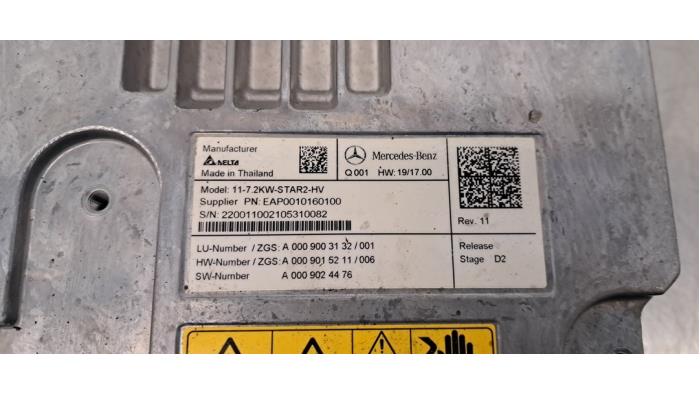 Manufacturer
DELTA
Made in Thailand
Mercedes-Benz
Q 001 HW: 19/17.00
Model: 11-7.2KW-STAR2-HV
Supplier PN: EAP0010160100
S/N: 220011002105310082
Rev. 11
LU-Number / ZGS: A 000 900 31 32 / 001
HW-Number / ZGS: A 000 901 52 11 / 006
SW-Number A 000 902 44 76
Release
Stage D2